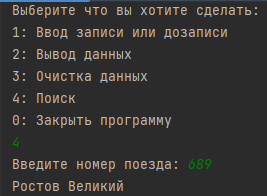 Выберите что вы хотите сделать:
1: Ввод записи или дозаписи
2: Вывод данных
3: Очистка данных
4: Поиск
0: Закрыть программу
4
Введите номер поезда: 689
Ростов Великий